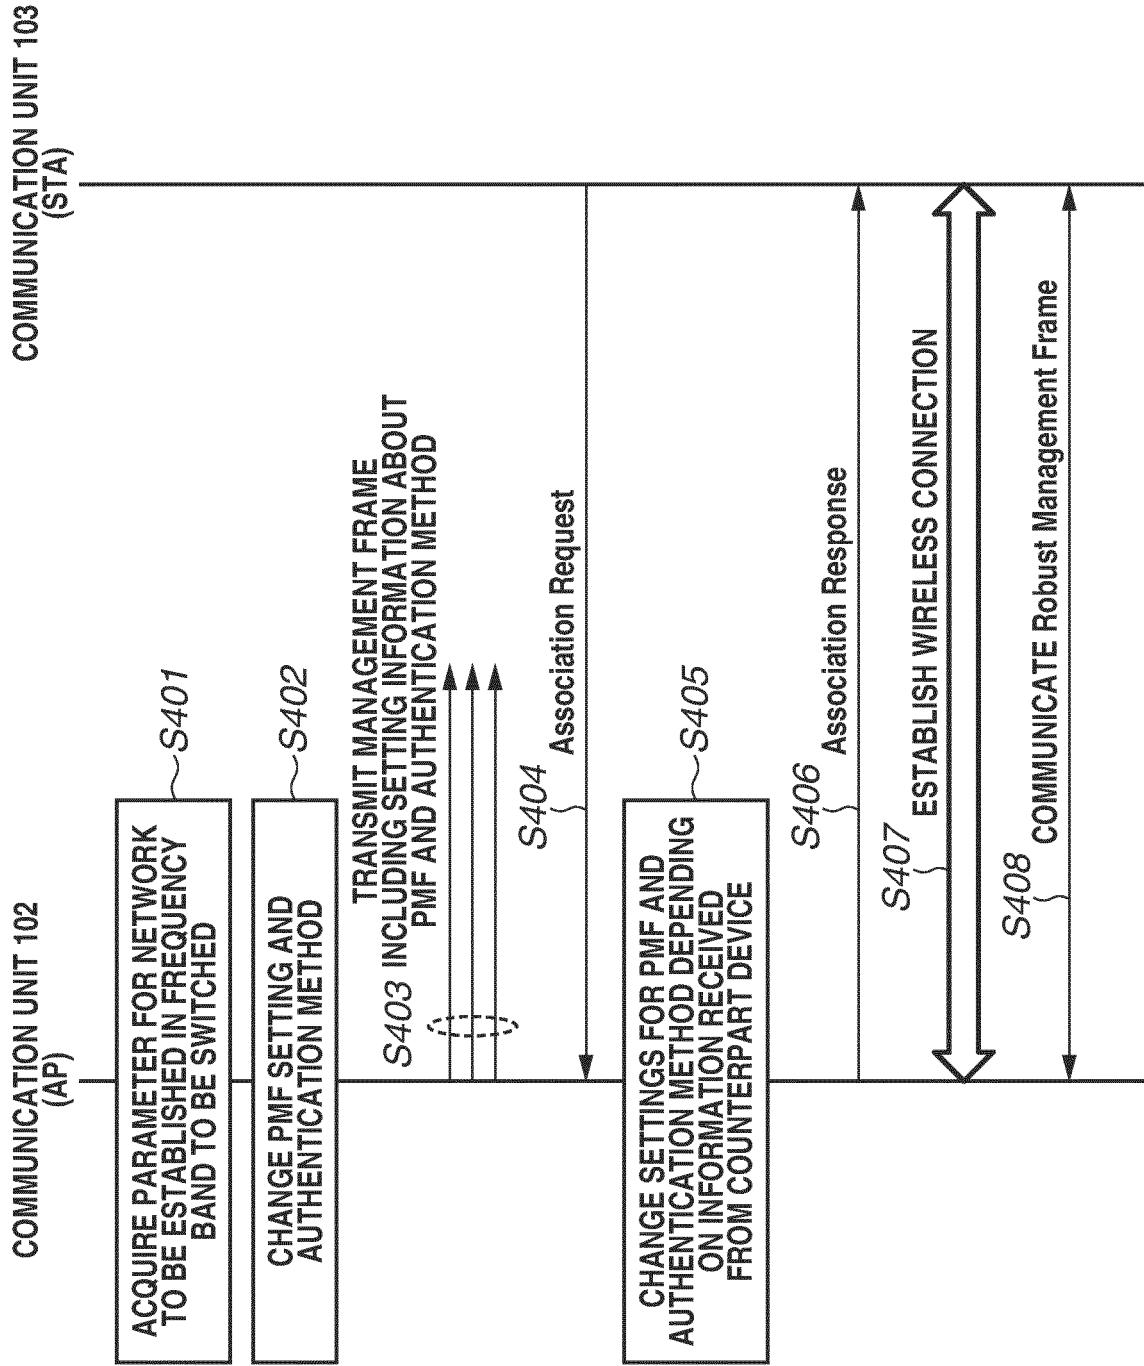 COMMUNICATION UNIT 102
(AP)
COMMUNICATION UNIT 103
(STA)
ACQUIRE PARAMETER FOR NETWORK
TO BE ESTABLISHED IN FREQUENCY
BAND TO BE SWITCHED
S401
CHANGE PMF SETTING AND
AUTHENTICATION METHOD
S402
TRANSMIT MANAGEMENT FRAME
S403 INCLUDING SETTING INFORMATION ABOUT
PMF AND AUTHENTICATION METHOD
S404
Association Request
CHANGE SETTINGS FOR PMF AND
AUTHENTICATION METHOD DEPENDING
ON INFORMATION RECEIVED
FROM COUNTERPART DEVICE
S405
S406
Association Response
S407
ESTABLISH WIRELESS CONNECTION
S408
COMMUNICATE Robust Management Frame